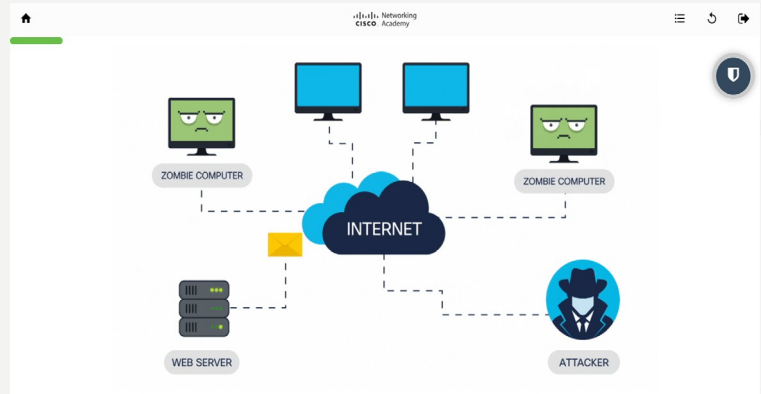 CISCO Networking
Academy
ZOMBIE COMPUTER
ZOMBIE COMPUTER
INTERNET
WEB SERVER
ATTACKER